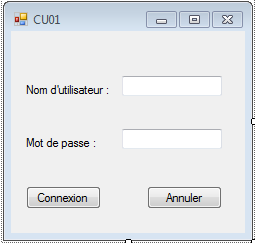 CU01
Nom d'utilisateur :
Mot de passe :
Connexion
Annuler